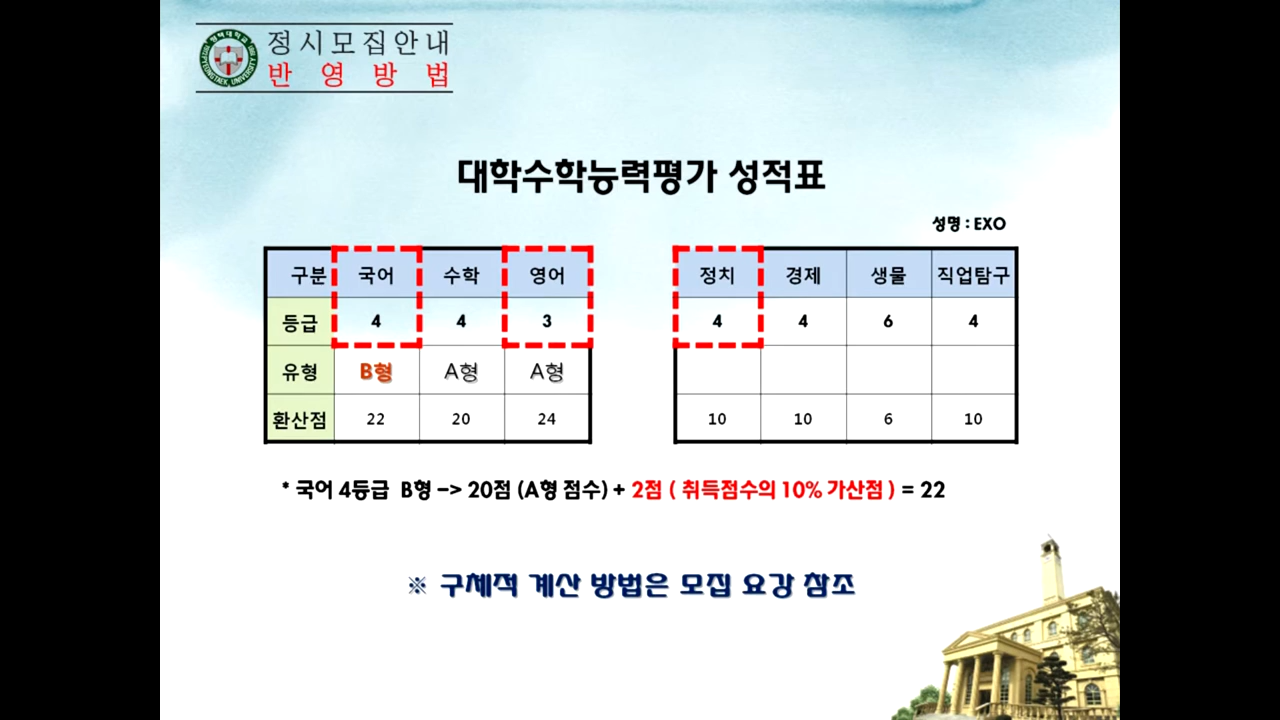 정시모집안내
반영방법
대학수학능력평가 성적표
성명 : EXO
구분 국어 수학 영어 정치 경제 생물 직업탐구
등급 4 4 3 4 4 6 4
유형 B형 A형 A형
환산점 22 20 24 10 10 6 10
* 국어 4등급 B형 -> 20점 (A형 점수) + 2점 ( 취득점수의 10% 가산점 ) = 22
※ 구체적 계산 방법은 모집 요강 참조